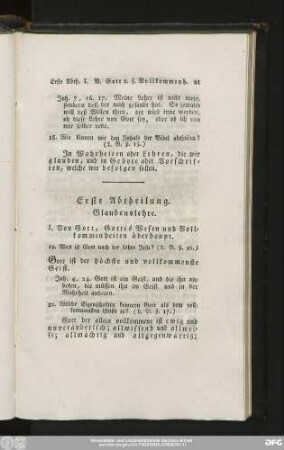 Erste Abth. I. A. Gott u. s. Vollkommenh. 21
Joh. 7, 16. 17. Meine Lehre ist nicht mein,
sondern deß, der mich gesandt hat. So jemand
will deß Willen thun, der wird inne werden,
ob diese Lehre von Gott sey, oder ob ich von
mir selber rede.
18. Wie können wir den Inhalt der Bibel abtheilen?
(L. B. §. 15.)
In Wahrheiten oder Lehren, die wir
glauben, und in Gebote oder Vorschrif-
ten, welche wir befolgen sollen.
Erste Abtheilung.
Glaubenslehre.
I. Von Gott, Gottes Wesen und Voll-
kommenheiten überhaupt.
19. Was ist Gott nach der Lehre Jesu? (L. B. §. 16.)
Gott ist der höchste und vollkommenste
Geist.
Joh. 4, 24. Gott ist ein Geist, und die ihn an-
beten, die müssen ihn im Geist und in der
Wahrheit anbeten.
20. Welche Eigenschaften kommen Gott als dem voll-
kommensten Geiste zu? (L. B. §. 17.)
Gott der allein vollkommene ist ewig und
unveränderlich; allwissend und allwei-
se; allmächtig und allgegenwärtig;